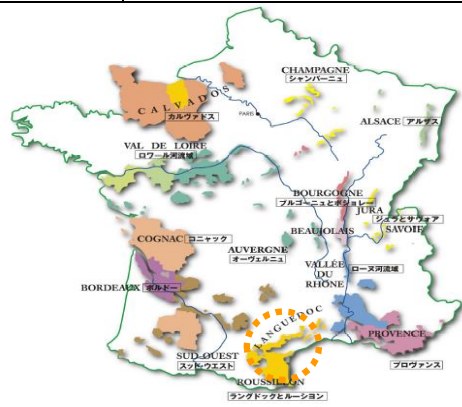 CHAMPAGNE
シャンパーニュ
CALVADOS
カルヴァドス
PARIS
ALSACE アルザス
VAL DE LOIRE
ロワール河流域
BOURGOGNE
ブルゴーニュとボジョレー
JURA
ジュラとサヴォア
SAVOIE
BEAUJOLAIS
COGNAC コニャック
AUVERGNE
オーヴェルニュ
VALLÉE
DU
RHÔNE
ローヌ河流域
BORDEAUX ボルドー
LANGUEDOC
PROVENCE
プロヴァンス
SUD-OUEST
スッド・ウエスト
ROUSSILLON
ラングドックとルーション